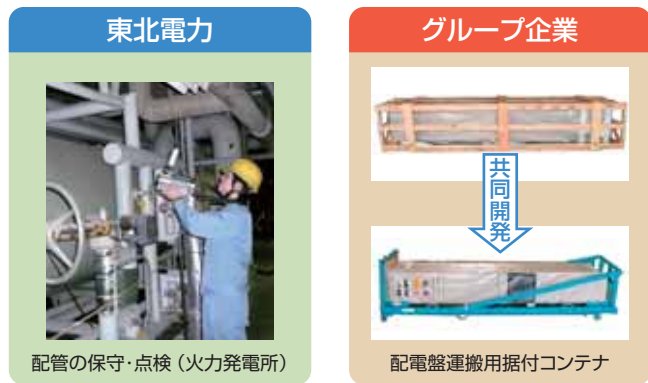 東北電力
配管の保守・点検（火力発電所）
グループ企業
共同開発
配電盤運搬用据付コンテナ